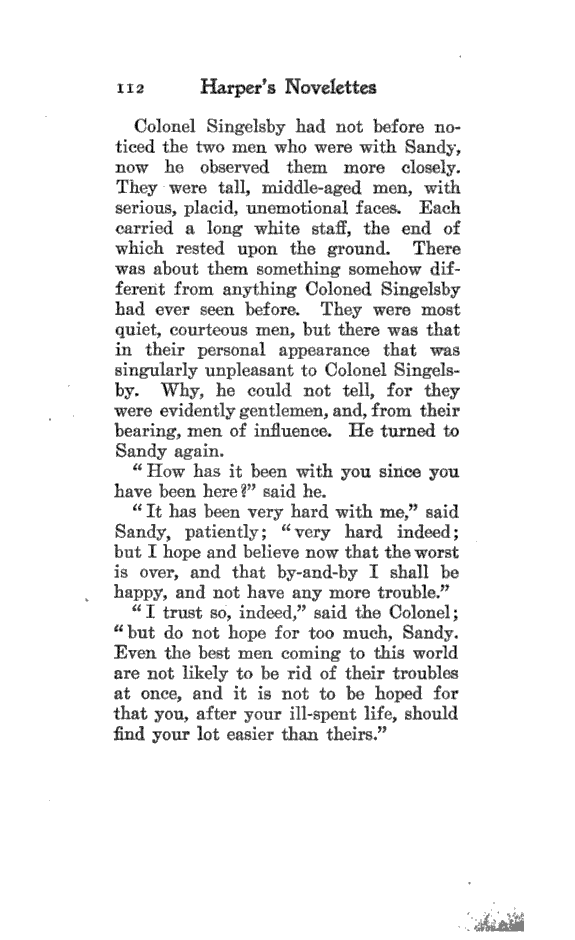 112 Harper's Novelettes
Colonel Singelsby had not before no-
ticed the two men who were with Sandy,
now he observed them more closely.
They were tall, middle-aged men, with
serious, placid, unemotional faces. Each
carried a long white staff, the end of
which rested upon the ground. There
was about them something somehow dif-
ferent from anything Coloned Singelsby
had ever seen before. They were most
quiet, courteous men, but there was that
in their personal appearance that was
singularly unpleasant to Colonel Singels-
by. Why, he could not tell, for they
were evidently gentlemen, and, from their
bearing, men of influence. He turned to
Sandy again.
"How has it been with you since you
have been here?" said he.
"It has been very hard with me," said
Sandy, patiently; "very hard indeed;
but I hope and believe now that the worst
is over, and that by-and-by I shall be
happy, and not have any more trouble."
"I trust so, indeed," said the Colonel;
"but do not hope for too much, Sandy.
Even the best men coming to this world
are not likely to be rid of their troubles
at once, and it is not to be hoped for
that you, after your ill-spent life, should
find your lot easier than theirs."